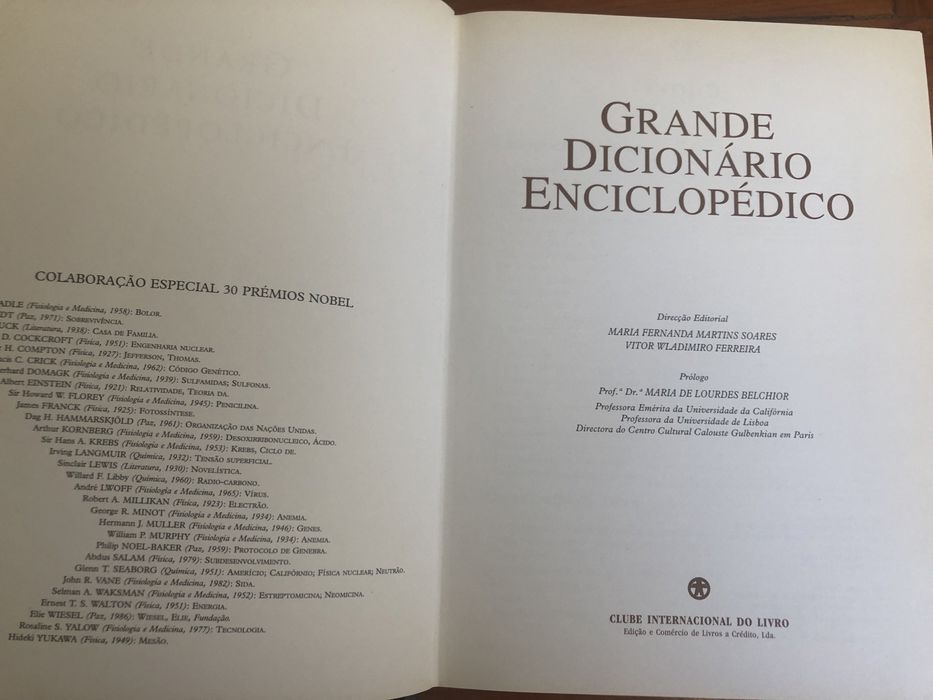 COLABORAÇÃO ESPECIAL 30 PRÉMIOS NOBEL
(Fisiologia e Medicina, 1958): BOLOR.
(Paz, 1971): SOBREVIVÊNCIA.
(Literatura, 1938): CASA DE FAMILIA.
D. COCKCROFT (Física, 1951): ENGENHARIA NUCLEAR.
H. COMPTON (Física, 1927): JEFFERSON, THOMAS.
C. CRICK (Fisiologia e Medicina, 1962): CÓDIGO GENÉTICO.
DOMAGK (Fisiologia e Medicina, 1939): SULFAMIDAS; SULFONAS.
Albert EINSTEIN (Física, 1921): RELATIVIDADE, TEORIA DA.
Sir Howard W. FLOREY (Fisiologia e Medicina, 1945): PENICILINA.
James FRANCK (Física, 1925): FOTOSSÍNTESE.
Dag H. HAMMARSKJÖLD (Paz, 1961): ORGANIZAÇÃO DAS NAÇÕES UNIDAS.
Arthur KORNBERG (Fisiologia e Medicina, 1959): DESOXIRRIBONUCLEICO, ÁCIDO.
Sir Hans A. KREBS (Fisiologia e Medicina, 1953): KREBS, CICLO DE.
Irving LANGMUIR (Química, 1932): TENSÃO SUPERFICIAL.
Sinclair LEWIS (Literatura, 1930): NOVELÍSTICA.
Willard F. Libby (Química, 1960): RADIO-CARBONO.
André LWOFF (Fisiologia e Medicina, 1965): VÍRUS.
Robert A. MILLIKAN (Física, 1923): ELECTRÃO.
George R. MINOT (Fisiologia e Medicina, 1934): ANEMIA.
Hermann J. MULLER (Fisiologia e Medicina, 1946): GENES.
William P. MURPHY (Fisiologia e Medicina, 1934): ANEMIA.
Philip NOEL-BAKER (Paz, 1959): PROTOCOLO DE GENEBRA.
Abdus SALAM (Física, 1979): SUBDESENVOLVIMENTO.
Glenn T. SEABORG (Química, 1951): AMERÍCIO; CALIFÓRNIO; FÍSICA NUCLEAR; NEUTRÃO.
John R. VANE (Fisiologia e Medicina, 1982): SIDA.
Selman A. WAKSMAN (Fisiologia e Medicina, 1952): ESTREPTOMICINA; NEOMICINA.
Ernest T. S. WALTON (Física, 1951): ENERGIA.
Elie WIESEL (Paz, 1986): WIESEL, ELIE, Fundação.
Rosaline S. YALOW (Fisiologia e Medicina, 1977): TECNOLOGIA.
Hideki YUKAWA (Física, 1949): MESÃO.
GRANDE
DICIONÁRIO
ENCICLOPÉDICO
Direcção Editorial
MARIA FERNANDA MARTINS SOARES
VITOR WLADIMIRO FERREIRA
Prólogo
Prof.ª Dr.ª MARIA DE LOURDES BELCHIOR
Professora Emérita da Universidade da Califórnia
Professora da Universidade de Lisboa
Directora do Centro Cultural Calouste Gulbenkian em Paris
CLUBE INTERNACIONAL DO LIVRO
Edição e Comércio de Livros a Crédito, Lda.